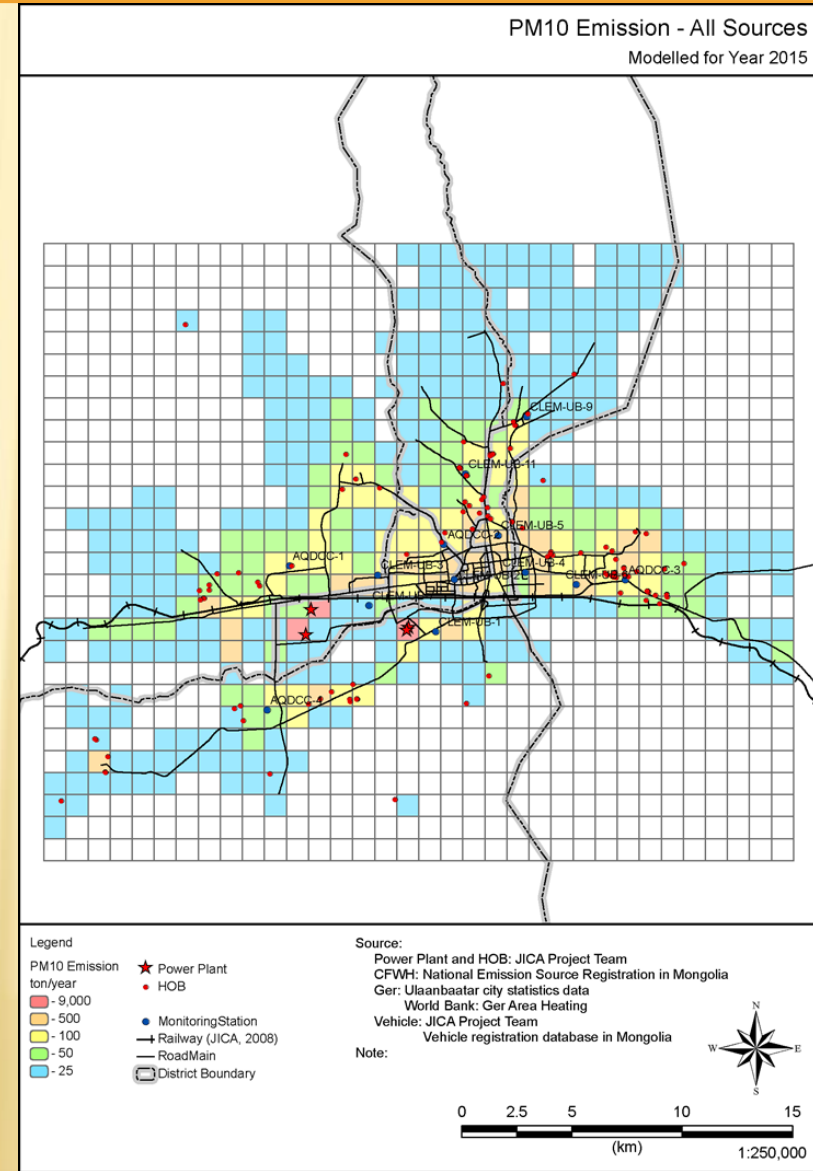 PM10 Emission - All Sources
Modelled for Year 2015
CLEM-UB-9
CLEM-UB-11
CLEM-UB-5
AQDCC-2
AQDCC-1
CLEM-UB-3
CLEM-UB-4
AQDCC-3
CLEM-UB-1
AQDCC-4
Legend
PM10 Emission
ton/year
- 9,000
- 500
- 100
- 50
- 25
Power Plant
HOB
MonitoringStation
Railway (JICA, 2008)
RoadMain
District Boundary
Source:
Power Plant and HOB: JICA Project Team
CFWH: National Emission Source Registration in Mongolia
Ger: Ulaanbaatar city statistics data
World Bank: Ger Area Heating
Vehicle: JICA Project Team
Vehicle registration database in Mongolia
Note:
N
W E
S
0 2.5 5 10 15
(km)
1:250,000